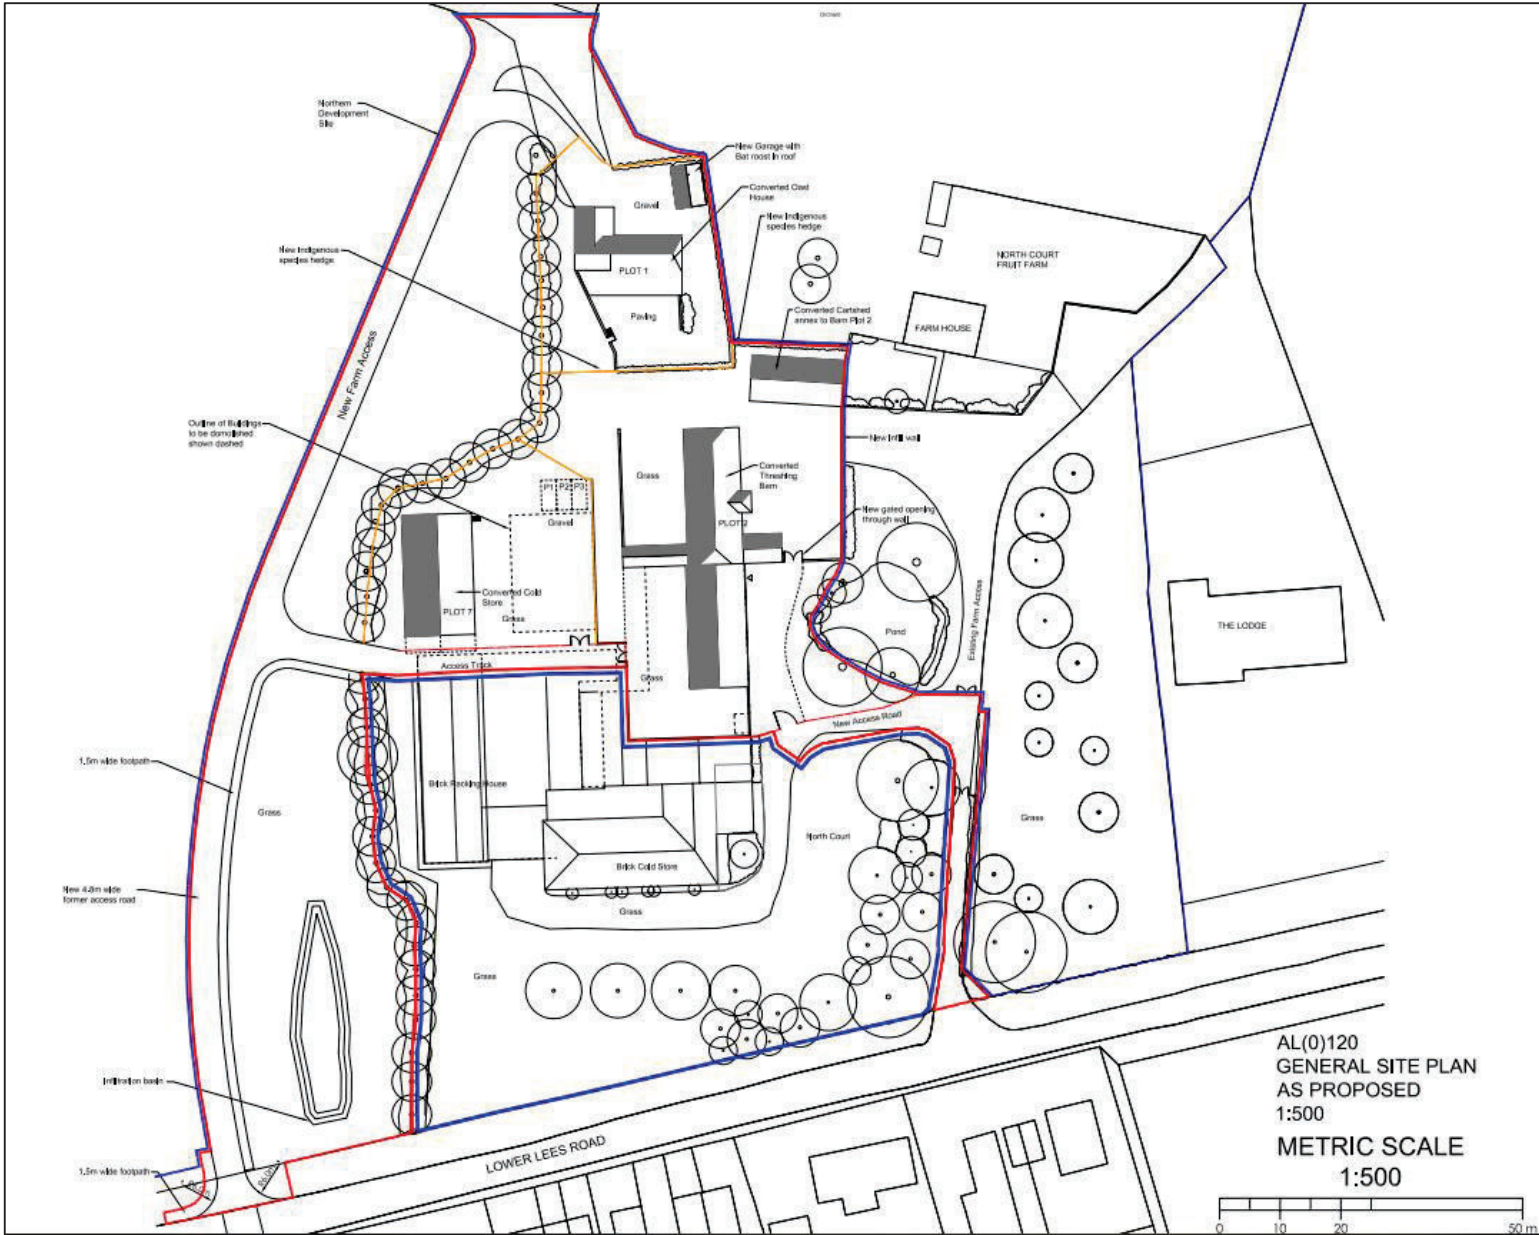 Northern
Development
Site
New Garage with
Bat roost in roof
Converted Oast
House
Gravel
New Indigenous
species hedge
New Indigenous
species hedge
PLOT 1
Paving
NORTH COURT
FRUIT FARM
Converted Cartshed
annex to Barn Plot 2
FARM HOUSE
New Farm Access
Outline of Buildings
to be demolished
shown dashed
New Infill wall
Grass
Converted
Threshing
Barn
P1 P2 P3
Gravel
PLOT 2
New gated opening
through wall
Converted Cold
Store
PLOT 7
Grass
Existing Farm Access
Pond
THE LODGE
Access Track
Grass
New Access Road
1.5m wide footpath
Brick Packing House
Grass
North Court
Grass
Brick Cold Store
New 4.8m wide
former access road
Grass
Grass
Infiltration basin
LOWER LEES ROAD
1.5m wide footpath
AL(0)120
GENERAL SITE PLAN
AS PROPOSED
1:500
METRIC SCALE
1:500
0 10 20 50 m